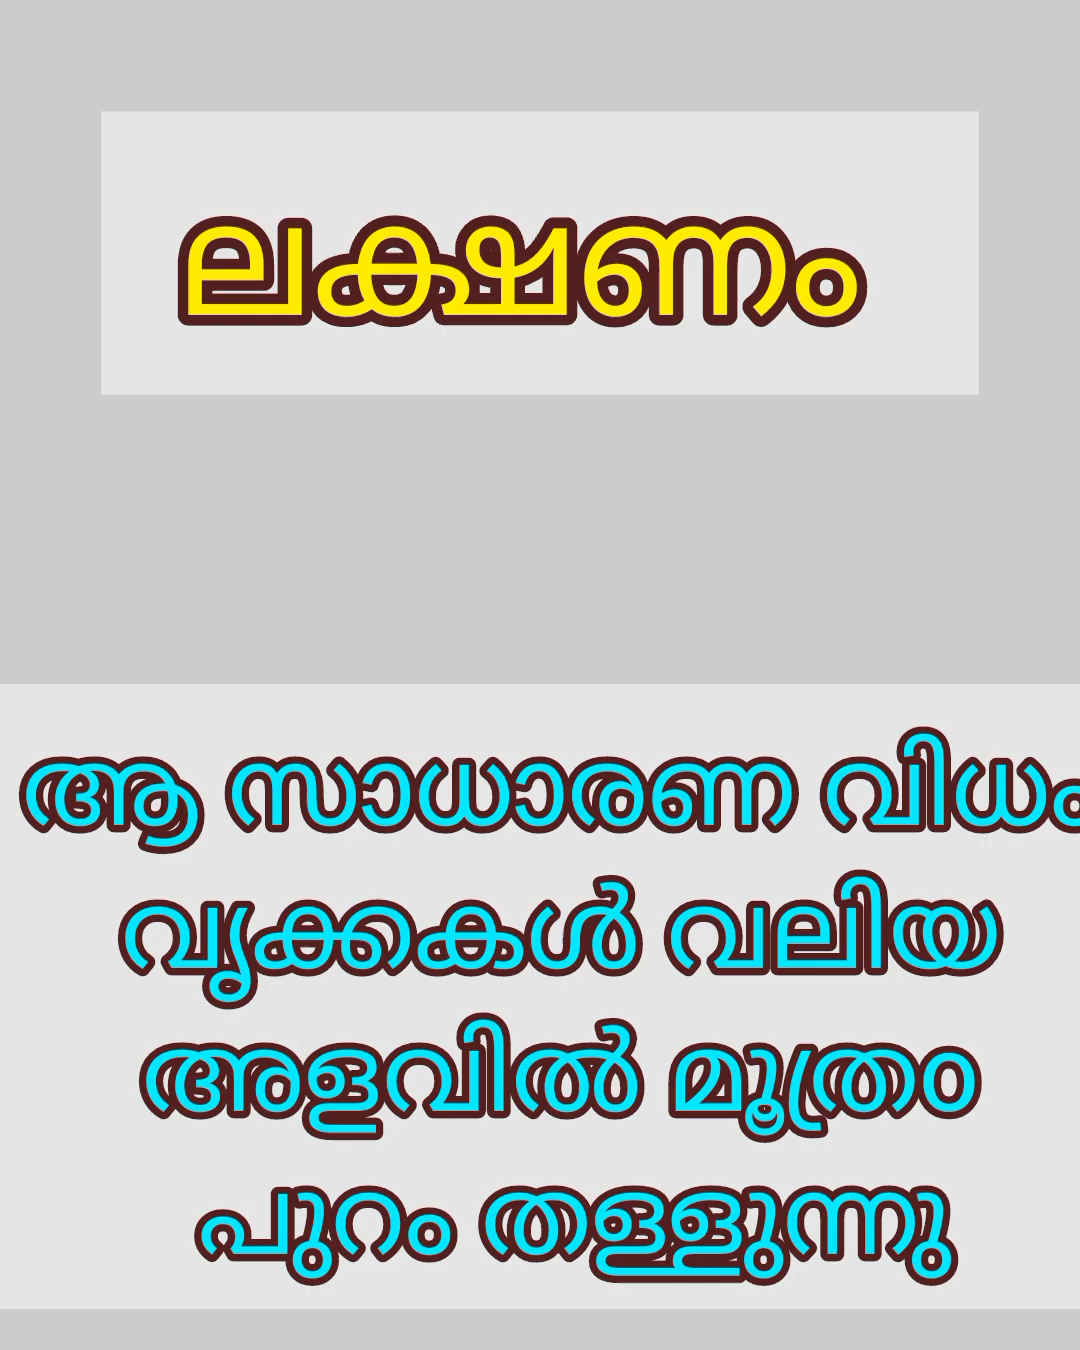 ലക്ഷണം
ആ സാധാരണ വിധം
വൃക്കകൾ വലിയ
അളവിൽ മൂത്രം
പുറം തള്ളുന്നു